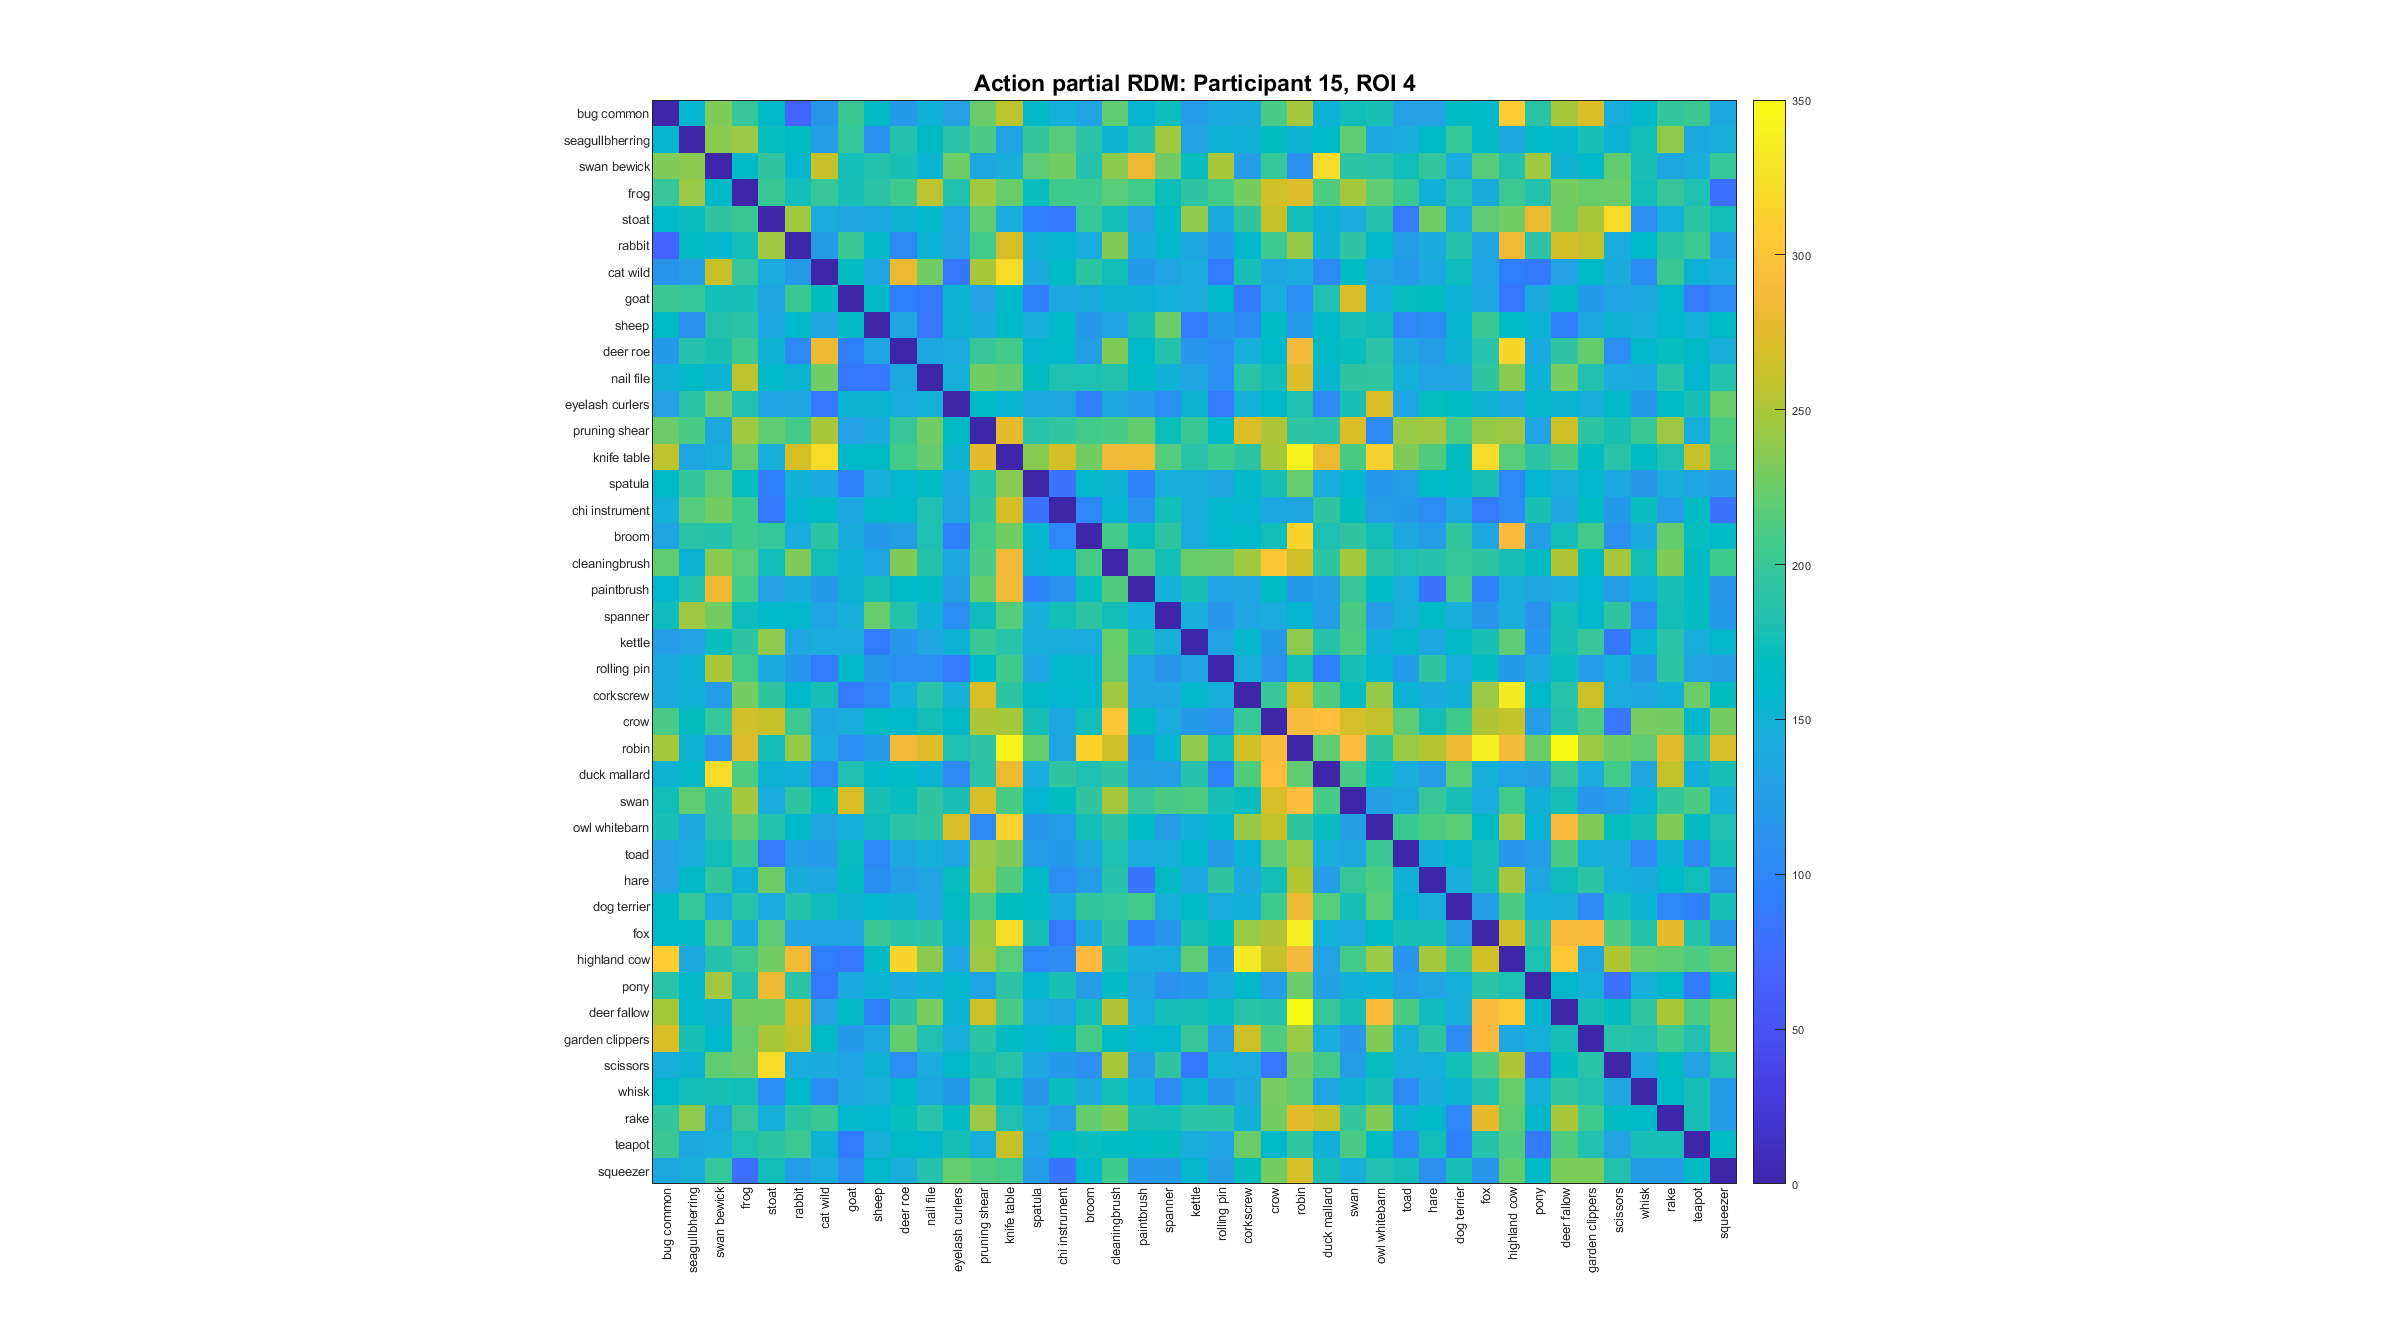 Action partial RDM: Participant 15, ROI 4
bug common
seagullbherring
swan bewick
frog
stoat
rabbit
cat wild
goat
sheep
deer roe
nail file
eyelash curlers
pruning shear
knife table
spatula
chi instrument
broom
cleaningbrush
paintbrush
spanner
kettle
rolling pin
corkscrew
crow
robin
duck mallard
swan
owl whitebarn
toad
hare
dog terrier
fox
highland cow
pony
deer fallow
garden clippers
scissors
whisk
rake
teapot
squeezer
350
300
250
200
150
100
50
0
bug common
seagullbherring
swan bewick
frog
stoat
rabbit
cat wild
goat
sheep
deer roe
nail file
eyelash curlers
pruning shear
knife table
spatula
chi instrument
broom
cleaningbrush
paintbrush
spanner
kettle
rolling pin
corkscrew
crow
robin
duck mallard
swan
owl whitebarn
toad
hare
dog terrier
fox
highland cow
pony
deer fallow
garden clippers
scissors
whisk
rake
teapot
squeezer